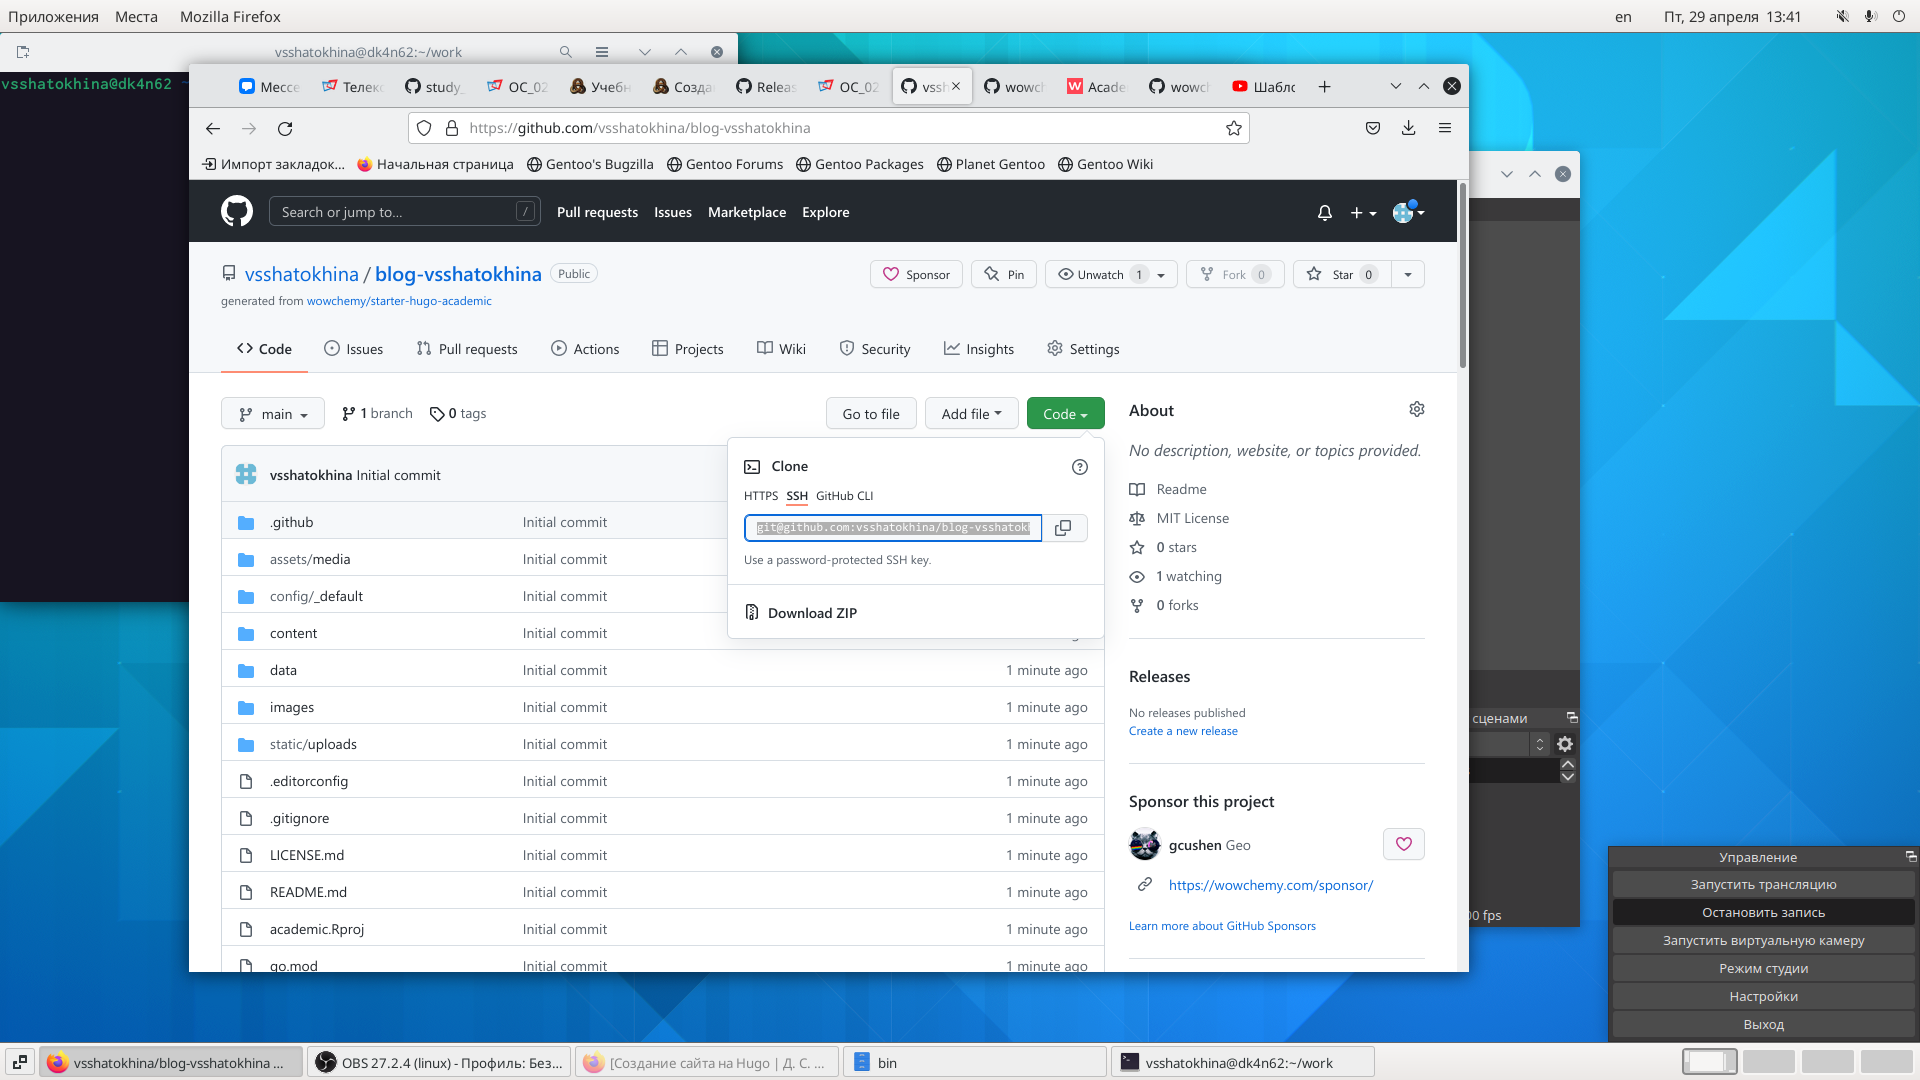 Приложения Места Mozilla Firefox en Пт, 29 апреля 13:41
vsshatokhina@dk4n62:~/work
vsshatokhina@dk4n62
Мессе Телекс study_ ОС_02 Учебн Созда Releas ОС_02 vssh wowch Acade wowch Шабло
https://github.com/vsshatokhina/blog-vsshatokhina
Импорт закладок... Начальная страница Gentoo's Bugzilla Gentoo Forums Gentoo Packages Planet Gentoo Gentoo Wiki
Search or jump to... / Pull requests Issues Marketplace Explore
vsshatokhina / blog-vsshatokhina Public Sponsor Pin Unwatch 1 Fork 0 Star 0
generated from wowchemy/starter-hugo-academic
Code Issues Pull requests Actions Projects Wiki Security Insights Settings
main 1 branch 0 tags Go to file Add file Code
vsshatokhina Initial commit
.github Initial commit
assets/media Initial commit
config/_default Initial commit
content Initial commit
data Initial commit 1 minute ago
images Initial commit 1 minute ago
static/uploads Initial commit 1 minute ago
.editorconfig Initial commit 1 minute ago
.gitignore Initial commit 1 minute ago
LICENSE.md Initial commit 1 minute ago
README.md Initial commit 1 minute ago
academic.Rproj Initial commit 1 minute ago
go.mod Initial commit 1 minute ago
Clone
HTTPS SSH GitHub CLI
git@github.com:vsshatokhina/blog-vsshatokh
Use a password-protected SSH key.
Download ZIP
About
No description, website, or topics provided.
Readme
MIT License
0 stars
1 watching
0 forks
Releases
No releases published
Create a new release
Sponsor this project
gcushen Geo
https://wowchemy.com/sponsor/
Learn more about GitHub Sponsors
сценами
00 fps
Управление
Запустить трансляцию
Остановить запись
Запустить виртуальную камеру
Режим студии
Настройки
Выход
vsshatokhina/blog-vsshatokhina ... OBS 27.2.4 (linux) - Профиль: Без... [Создание сайта на Hugo | Д. С. ... bin vsshatokhina@dk4n62:~/work